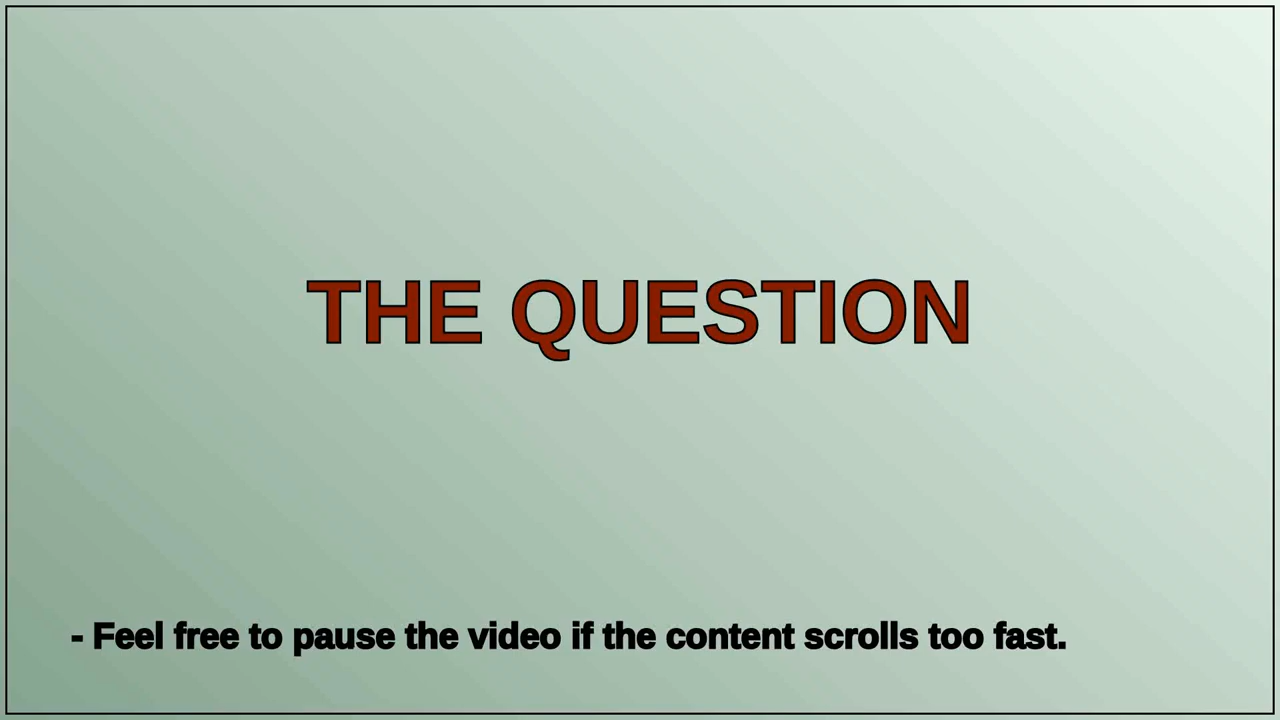 THE QUESTION
- Feel free to pause the video if the content scrolls too fast.